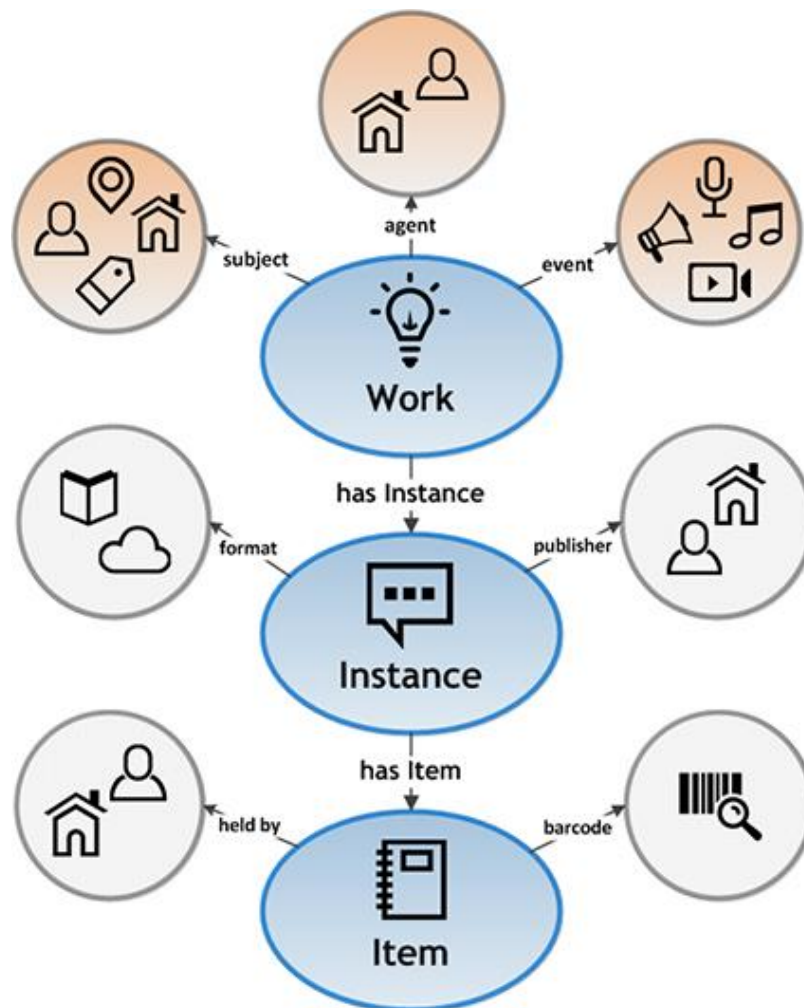 agent
subject
event
Work
has Instance
format
publisher
Instance
has Item
held by
barcode
Item